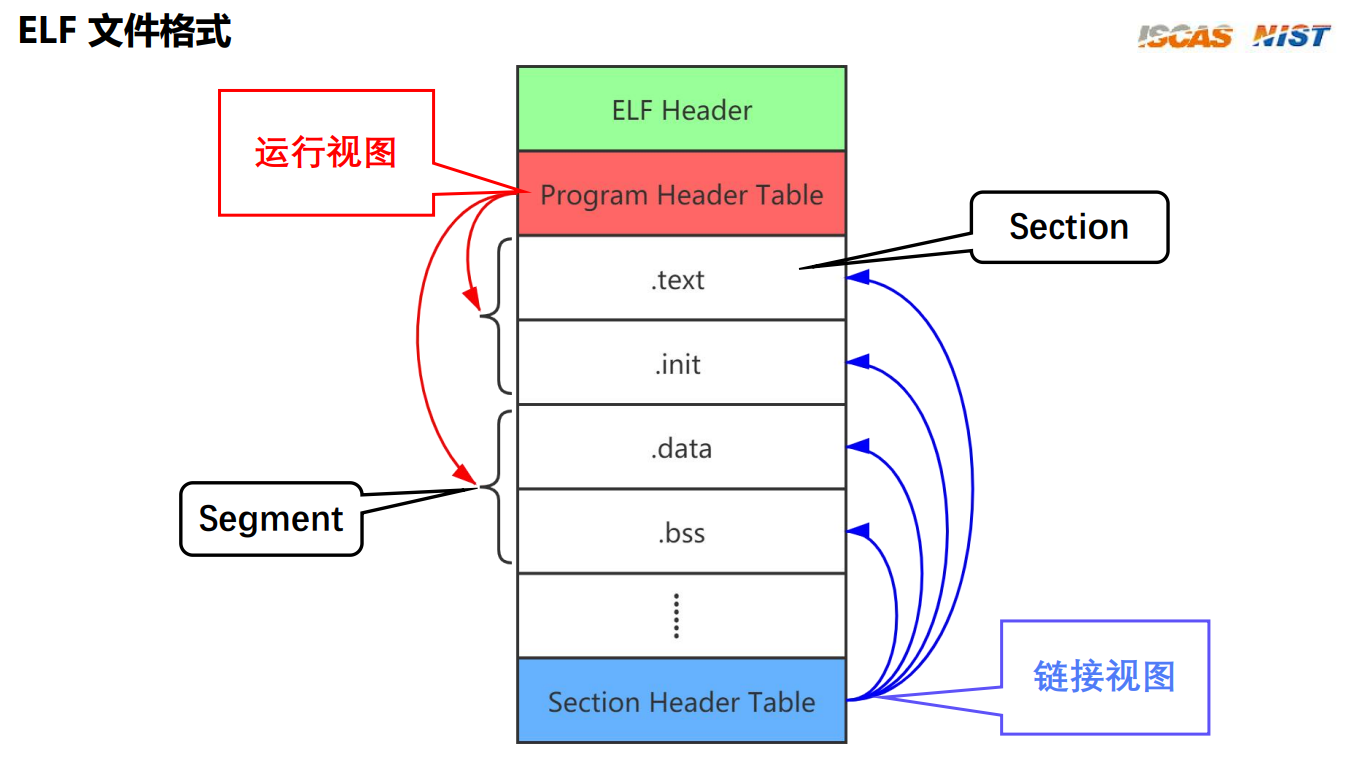 ELF 文件格式
ISCAS NIST
运行视图
ELF Header
Program Header Table
Section
.text
.init
.data
Segment
.bss
链接视图
Section Header Table